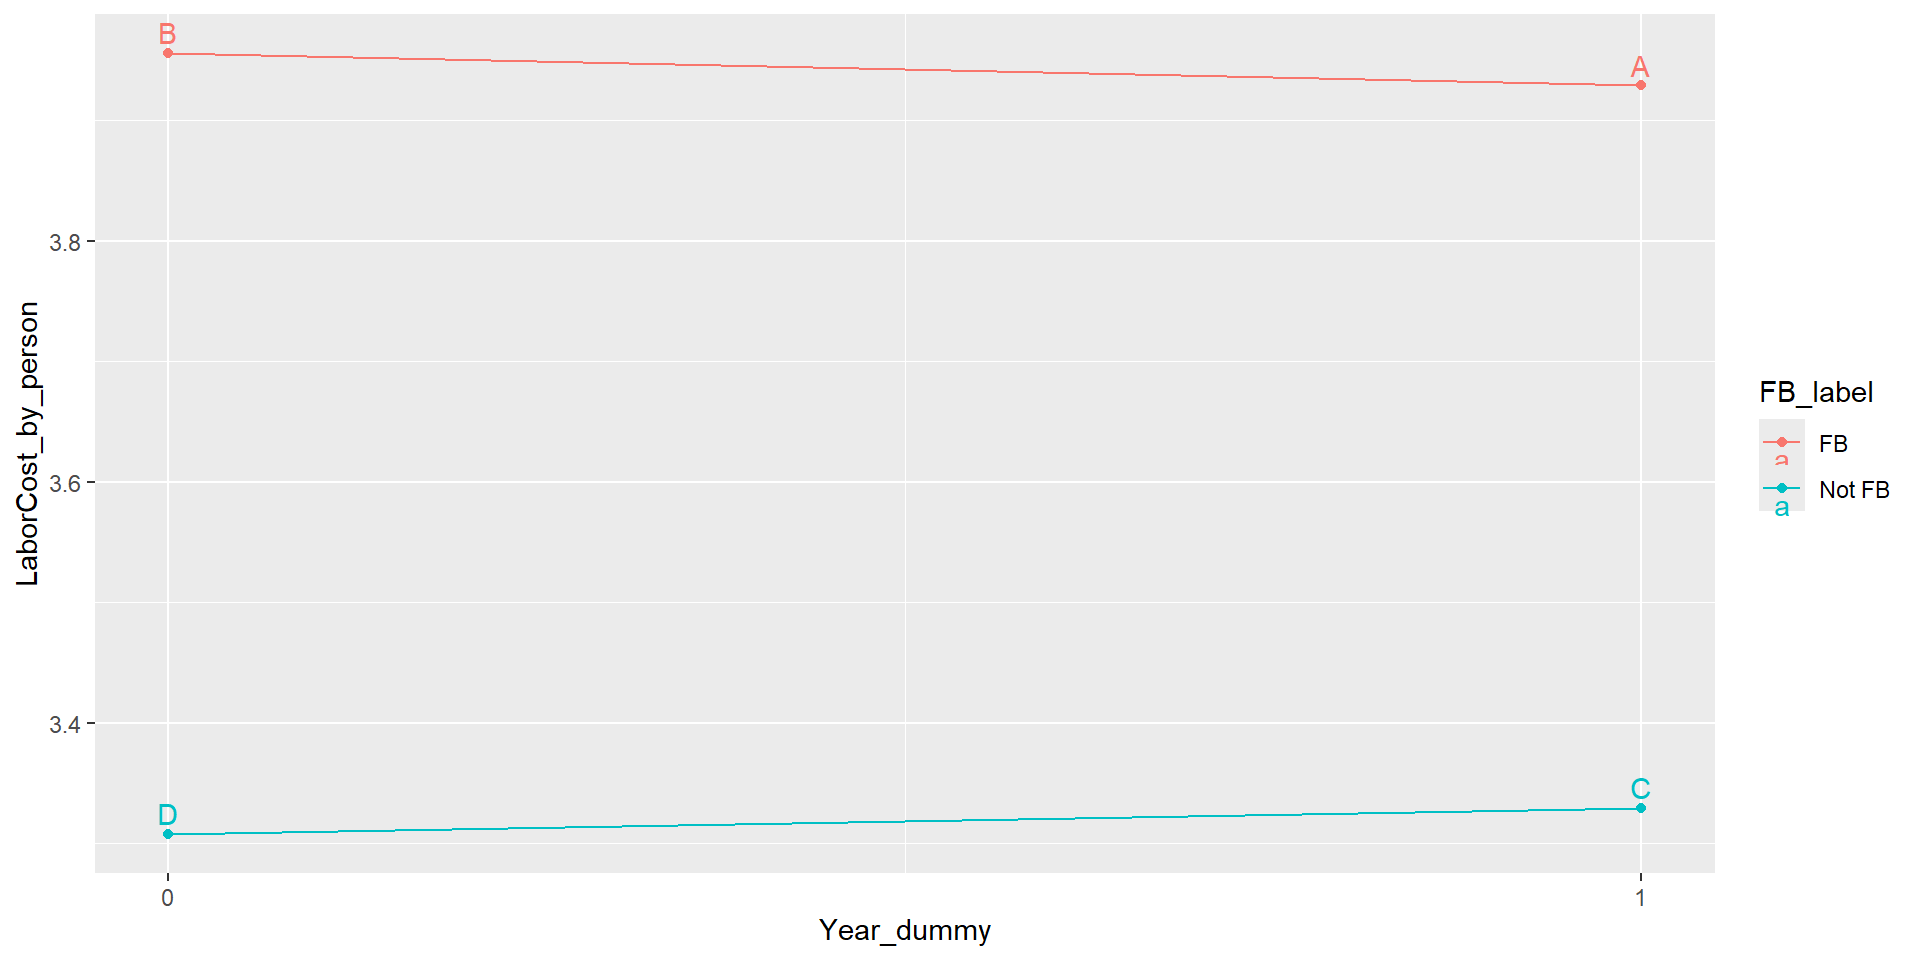 B
A
3.8
3.6
3.4
D
C
0
1
Year_dummy
LaborCost_by_person
FB_label
a
FB
a
Not FB